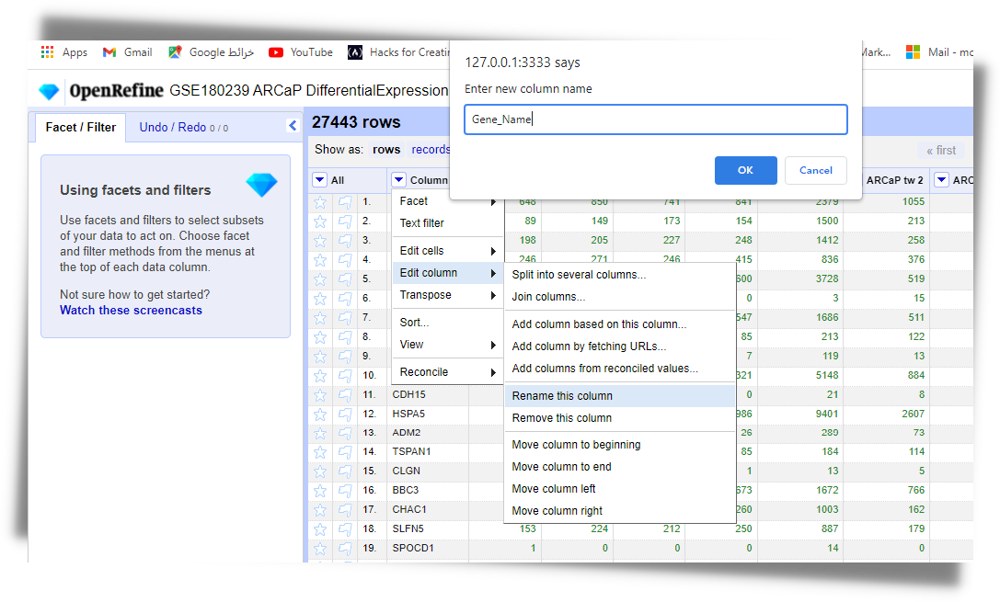 Apps Gmail Google خرائط YouTube Hacks for Creatin Mark... Mail - mo
127.0.0.1:3333 says
Enter new column name
Gene_Name
OK Cancel
OpenRefine GSE180239 ARCaP DifferentialExpression
Facet / Filter Undo / Redo 0 / 0
Using facets and filters
Use facets and filters to select subsets
of your data to act on. Choose facet
and filter methods from the menus at
the top of each data column.
Not sure how to get started?
Watch these screencasts
27443 rows
Show as: rows records
« first
All Column ARCaP tw 2 ARC
Facet
Text filter
Edit cells
Edit column
Transpose
Sort...
View
Reconcile
Split into several columns...
Join columns...
Add column based on this column...
Add column by fetching URLs...
Add columns from reconciled values...
Rename this column
Remove this column
Move column to beginning
Move column to end
Move column left
Move column right
1. 648 850 741 841 2379 1055
2. 89 149 173 154 1500 213
3. 198 205 227 248 1412 258
4. 246 271 246 415 836 376
5. 600 3728 519
6. 0 3 15
7. 547 1686 511
8. 85 213 122
9. 7 119 13
10. 321 5148 884
11. CDH15 0 21 8
12. HSPA5 986 9401 2607
13. ADM2 26 289 73
14. TSPAN1 85 184 114
15. CLGN 1 13 5
16. BBC3 673 1672 766
17. CHAC1 260 1003 162
18. SLFN5 153 224 212 250 887 179
19. SPOCD1 1 0 0 0 14 0